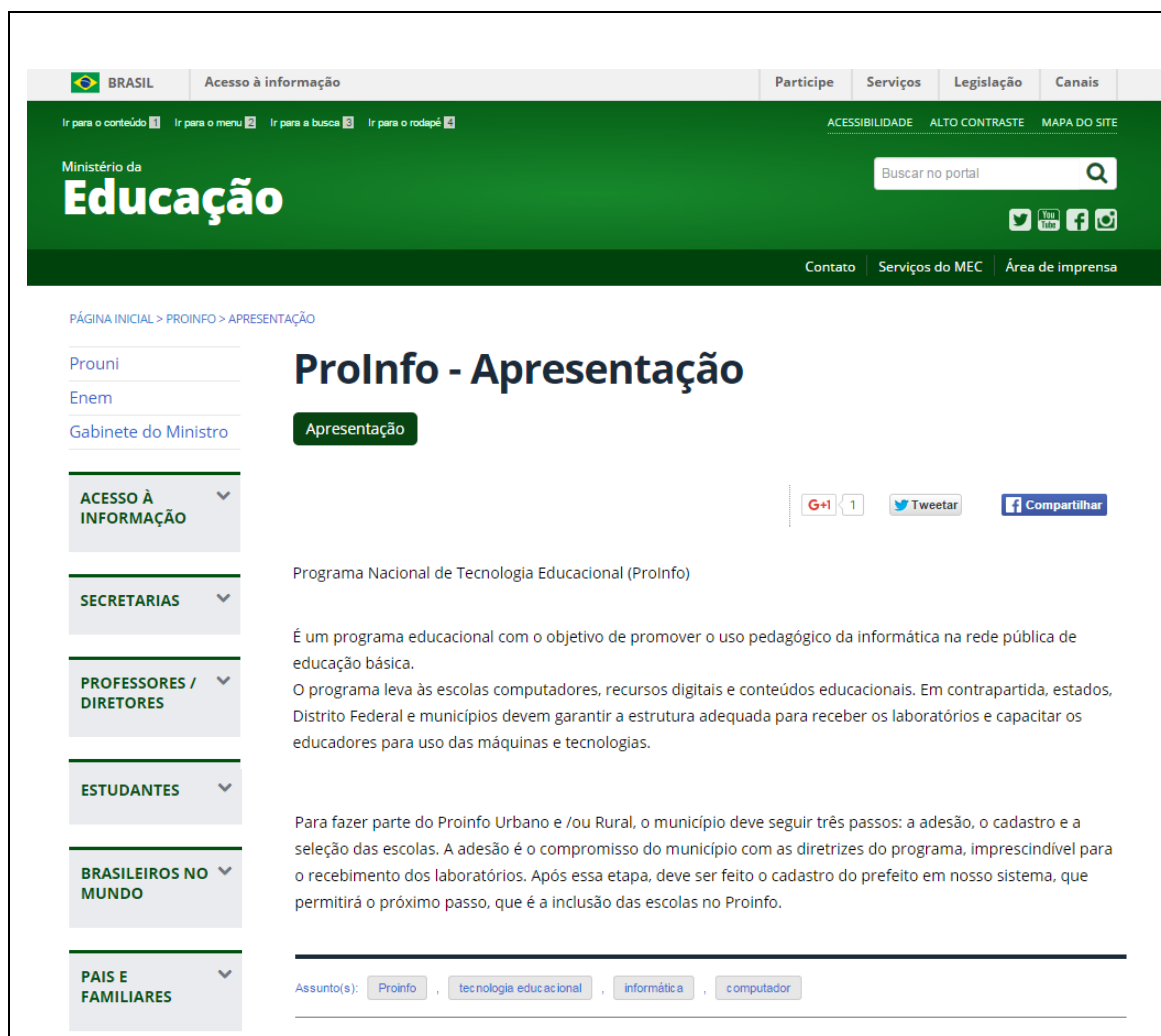 BRASIL Acesso à informação Participe Serviços Legislação Canais
Ir para o conteúdo 1 Ir para o menu 2 Ir para a busca 3 Ir para o rodapé 4 ACESSIBILIDADE ALTO CONTRASTE MAPA DO SITE
Ministério da
Educação
Buscar no portal
You Tube
Contato Serviços do MEC Área de imprensa
PÁGINA INICIAL > PROINFO > APRESENTAÇÃO
Prouni
Enem
Gabinete do Ministro
ACESSO À
INFORMAÇÃO
SECRETARIAS
PROFESSORES /
DIRETORES
ESTUDANTES
BRASILEIROS NO
MUNDO
PAIS E
FAMILIARES
ProInfo - Apresentação
Apresentação
G+1 1 Tweetar Compartilhar
Programa Nacional de Tecnologia Educacional (ProInfo)
É um programa educacional com o objetivo de promover o uso pedagógico da informática na rede pública de
educação básica.
O programa leva às escolas computadores, recursos digitais e conteúdos educacionais. Em contrapartida, estados,
Distrito Federal e municípios devem garantir a estrutura adequada para receber os laboratórios e capacitar os
educadores para uso das máquinas e tecnologias.
Para fazer parte do Proinfo Urbano e /ou Rural, o município deve seguir três passos: a adesão, o cadastro e a
seleção das escolas. A adesão é o compromisso do município com as diretrizes do programa, imprescindível para
o recebimento dos laboratórios. Após essa etapa, deve ser feito o cadastro do prefeito em nosso sistema, que
permitirá o próximo passo, que é a inclusão das escolas no Proinfo.
Assunto(s): Proinfo , tecnologia educacional , informática , computador